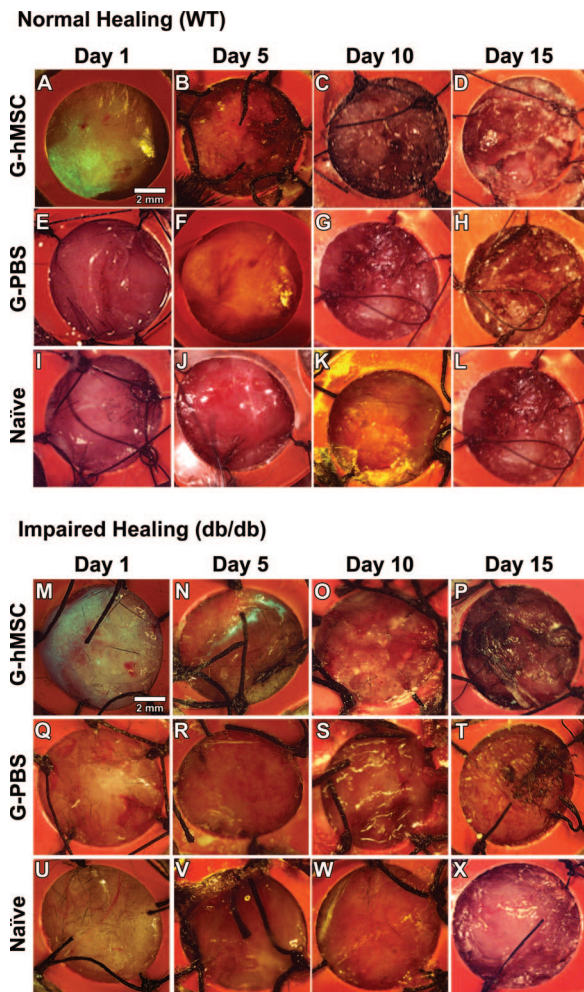 Normal Healing (WT)
Day 1 Day 5 Day 10 Day 15
G-hMSC
A B C D
2 mm
G-PBS
E F G H
Naïve
I J K L
Impaired Healing (db/db)
Day 1 Day 5 Day 10 Day 15
G-hMSC
M N O P
2 mm
G-PBS
Q R S T
Naïve
U V W X